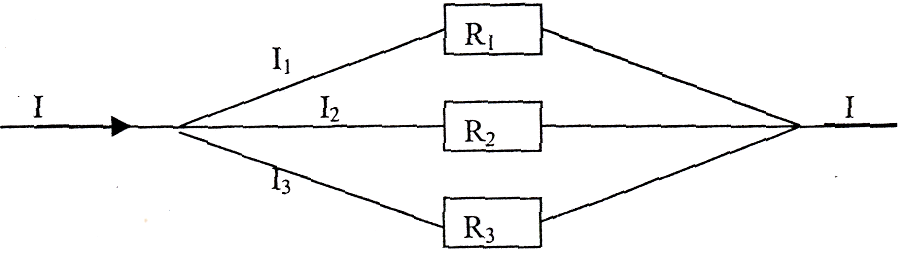 R₁
I₁
I I₂ I
R₂
I₃
R₃